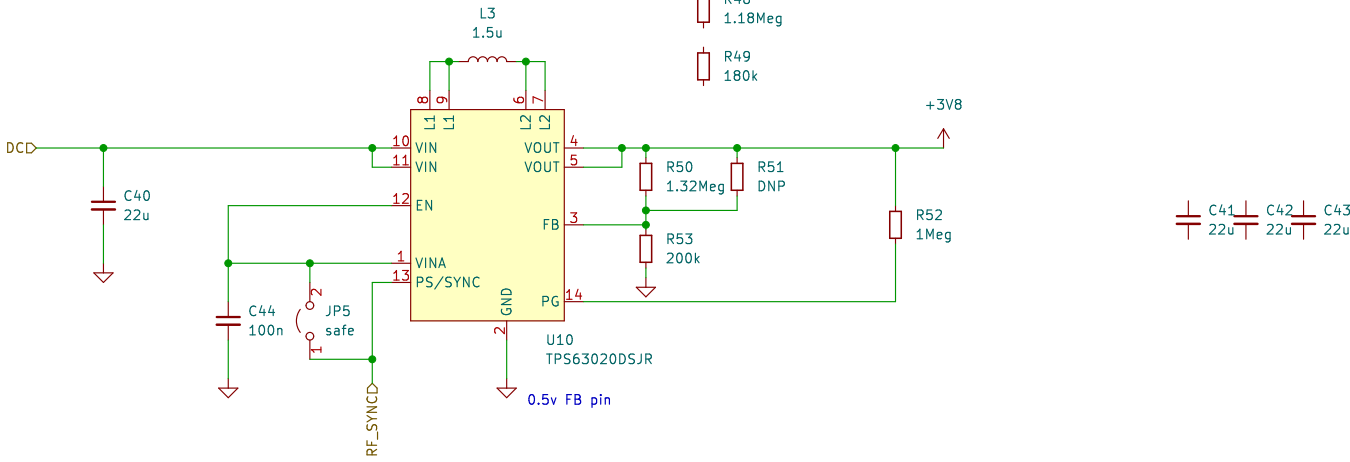 R48
1.18Meg
L3
1.5u
R49
180k
8
9
6
7
L1
L1
L2
L2
+3V8
DC
10
VIN
11
VIN
VOUT
4
VOUT
5
R50
1.32Meg
R51
DNP
C40
22u
12
EN
FB
3
R52
1Meg
C41
22u
C42
22u
C43
22u
R53
200k
1
VINA
13
PS/SYNC
PG
14
GND
2
C44
100n
2
JP5
safe
1
U10
TPS63020DSJR
RF_SYNC
0.5v FB pin